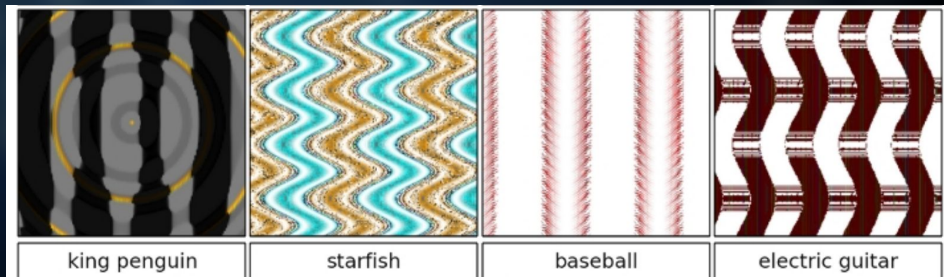 king penguin
starfish
baseball
electric guitar